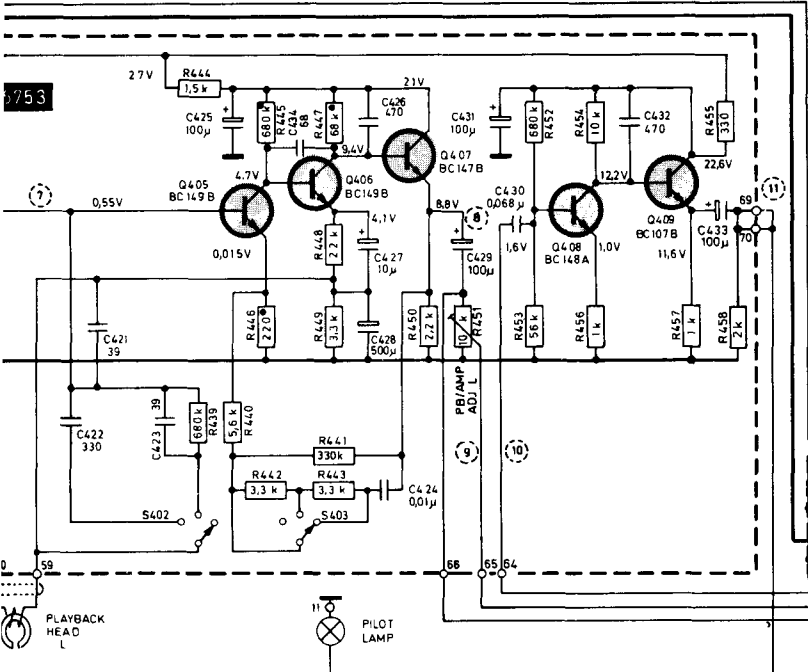 27V
R444
1,5k
21V
6753
C425
100µ
680k
R445
C434
68
R447
68k
C426
470
9,4V
Q407
BC147B
C431
100µ
680k
R452
R454
10k
C432
470
R455
330
22,6V
7
0,55V
Q405
BC149B
4,7V
Q406
BC149B
4,1V
8,8V
8
C430
0,068µ
12,2V
Q409
BC107B
69
11
70
C433
100µ
0,015V
R448
2,2k
C427
10µ
C429
100µ
1,6V
Q408
BC148A
1,0V
11,6V
C421
39
R446
220
R449
3,3k
C428
500µ
R450
2,2k
10k
R451
R453
56k
R456
1k
R457
1k
R458
2k
PB/AMP
ADJ L
C422
330
39
C423
680k
R439
5,6k
R440
R441
330k
9
10
R442
3,3k
R443
3,3k
C424
0,01µ
S402
S403
0
59
66
65
64
11
PLAYBACK
HEAD
L
PILOT
LAMP